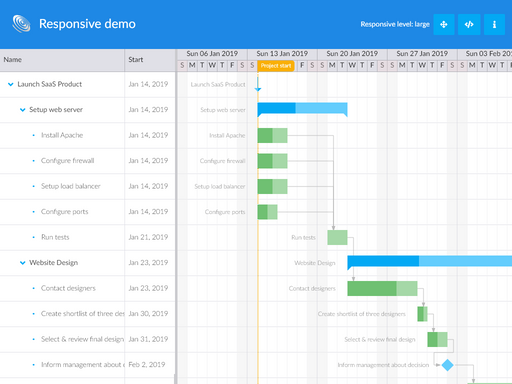 Responsive demo
Responsive level: large
Name Start
Sun 06 Jan 2019 Sun 13 Jan 2019 Sun 20 Jan 2019 Sun 27 Jan 2019 Sun 03 Feb 2
S M T W T F S S M T W T F S S M T W T F S S M T W T F
Project start
Launch SaaS Product Jan 14, 2019 Launch SaaS Product
Setup web server Jan 14, 2019 Setup web server
Install Apache Jan 14, 2019 Install Apache
Configure firewall Jan 14, 2019 Configure firewall
Setup load balancer Jan 14, 2019 Setup load balancer
Configure ports Jan 14, 2019 Configure ports
Run tests Jan 21, 2019 Run tests
Website Design Jan 23, 2019 Website Design
Contact designers Jan 23, 2019 Contact designers
Create shortlist of three des Jan 30, 2019 Create shortlist of three designers
Select & review final design Jan 31, 2019 Select & review final design
Inform management about Feb 2, 2019 Inform management about decision